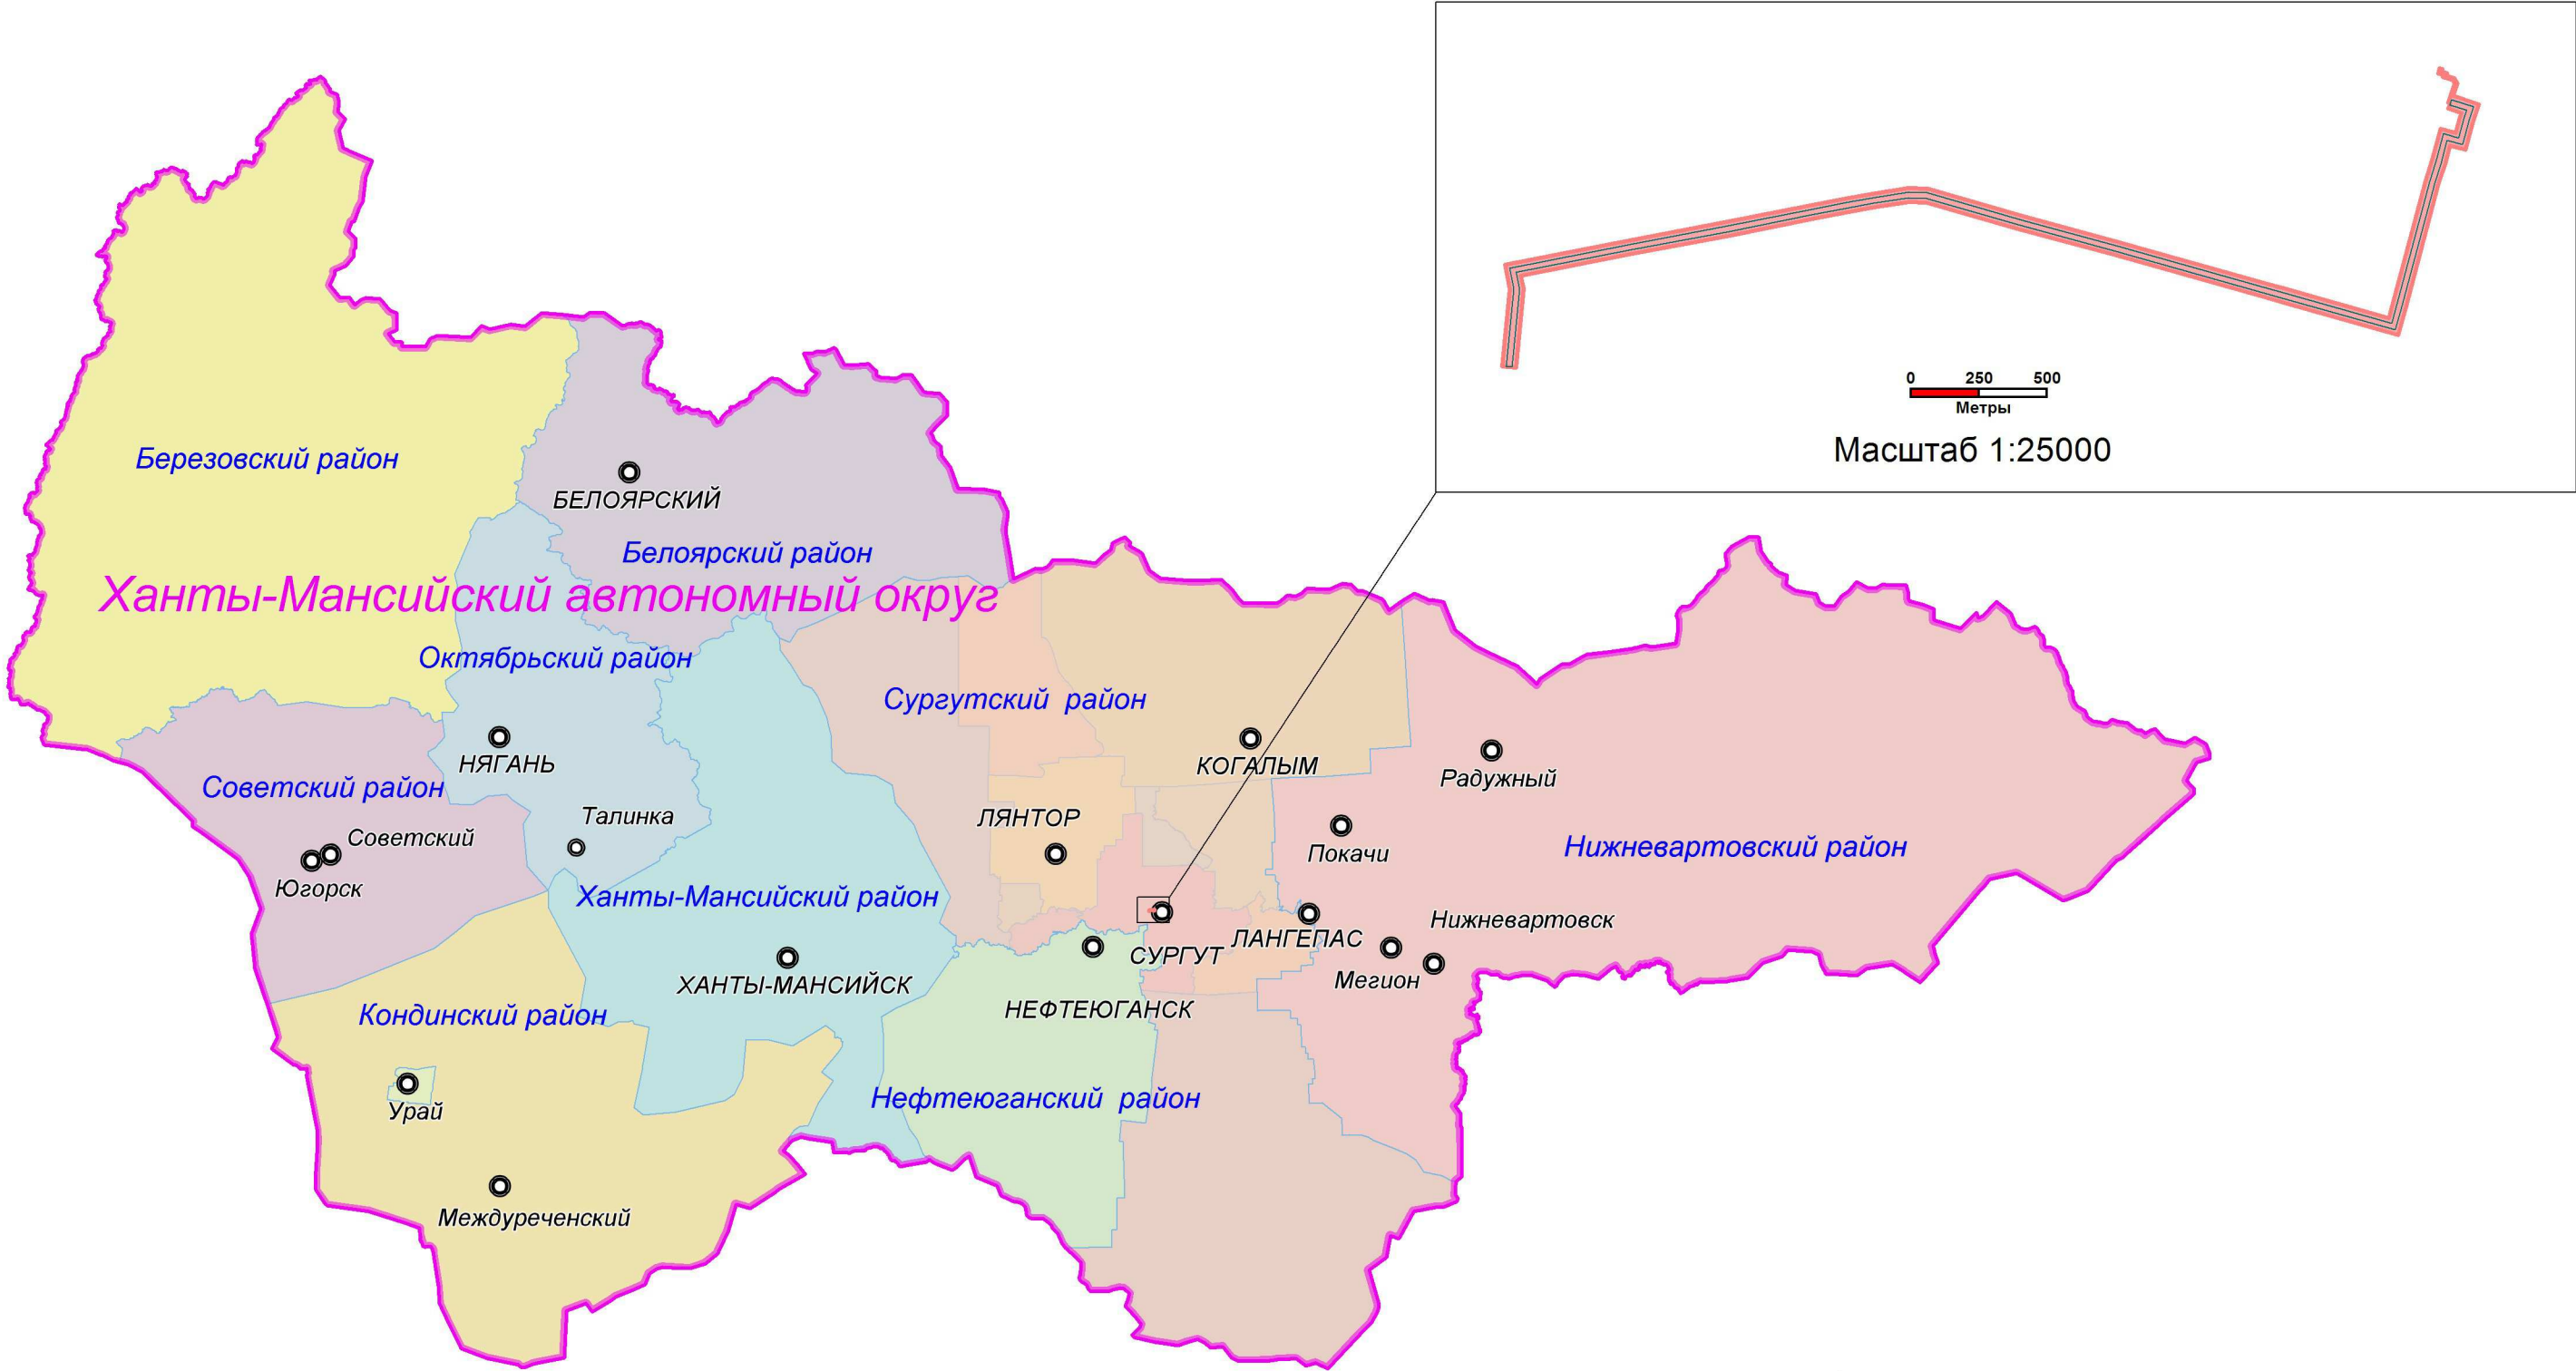 0 250 500
Метры
Масштаб 1:25000
Березовский район
БЕЛОЯРСКИЙ
Белоярский район
Ханты-Мансийский автономный округ
Октябрьский район
Сургутский район
НЯГАНЬ
КОГАЛЫМ
Радужный
Советский район
Талинка
ЛЯНТОР
Советский
Покачи
Нижневартовский район
Югорск
Ханты-Мансийский район
Нижневартовск
ЛАНГЕПАС
СУРГУТ
ХАНТЫ-МАНСИЙСК
Мегион
НЕФТЕЮГАНСК
Кондинский район
Нефтеюганский район
Урай
Междуреченский